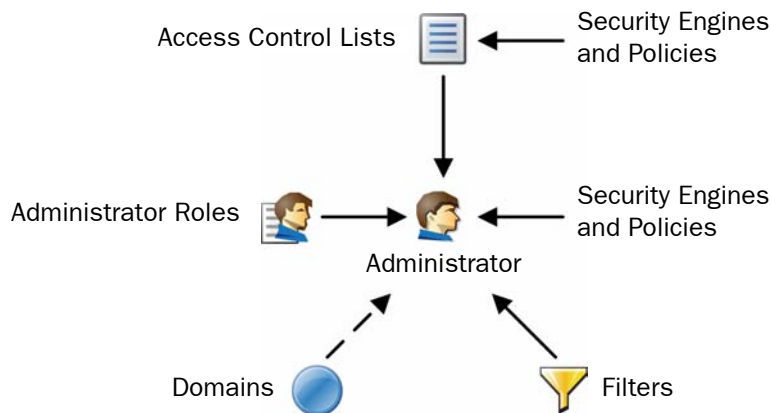 Access Control Lists
Security Engines
and Policies
Administrator Roles
Security Engines
and Policies
Administrator
Domains
Filters